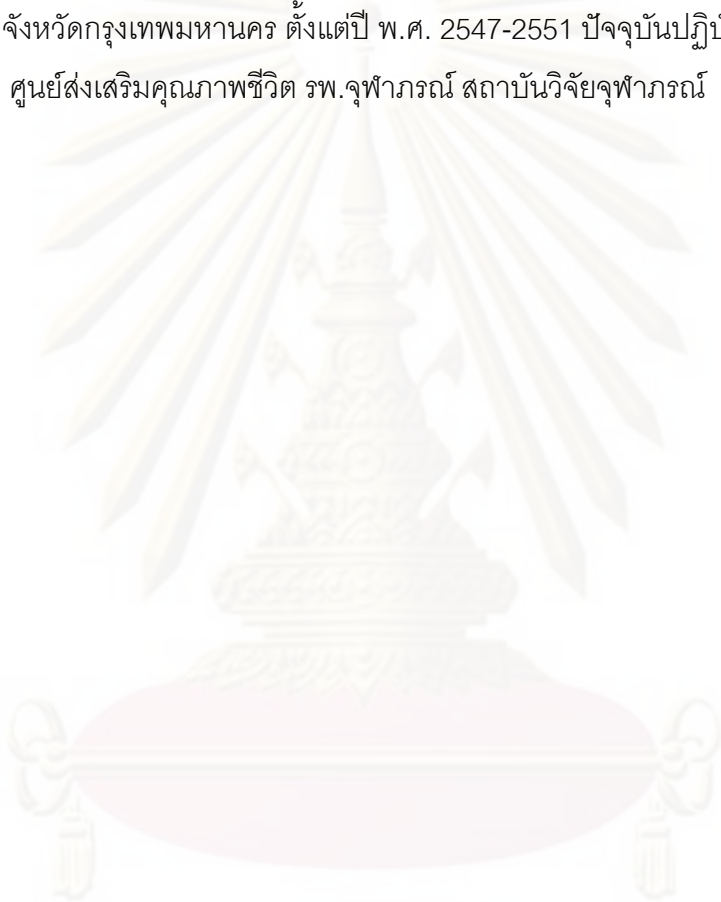 จังหวัดกรุงเทพมหานคร ตั้งแต่ปี พ.ศ. 2547-2551 ปัจจุบัน
ศูนย์ส่งเสริมคุณภาพชีวิต รพ.จุฬาภรณ์ สถาบันวิจัยจุฬาภรณ์